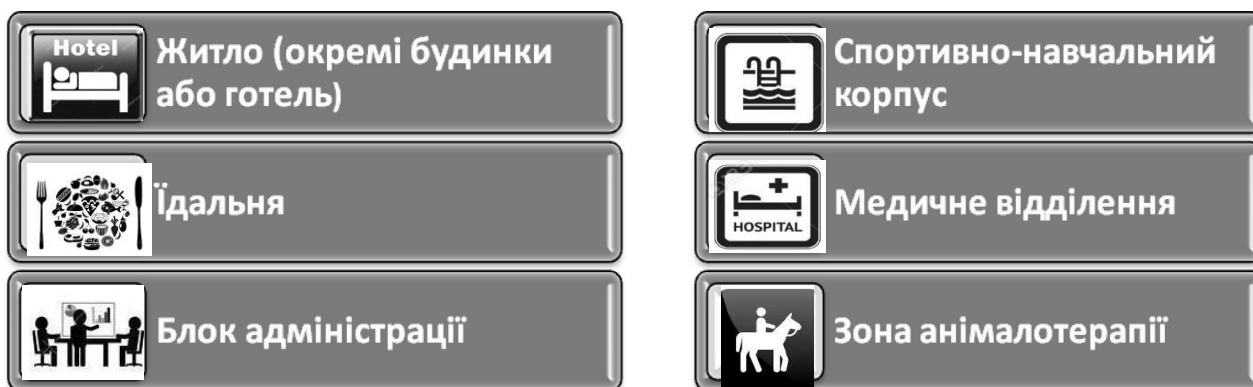 Hotel
Житло (окремі будинки
або готель)
Їдальня
Блок адміністрації
Спортивно-навчальний
корпус
HOSPITAL
Медичне відділення
Зона анімалотерапії